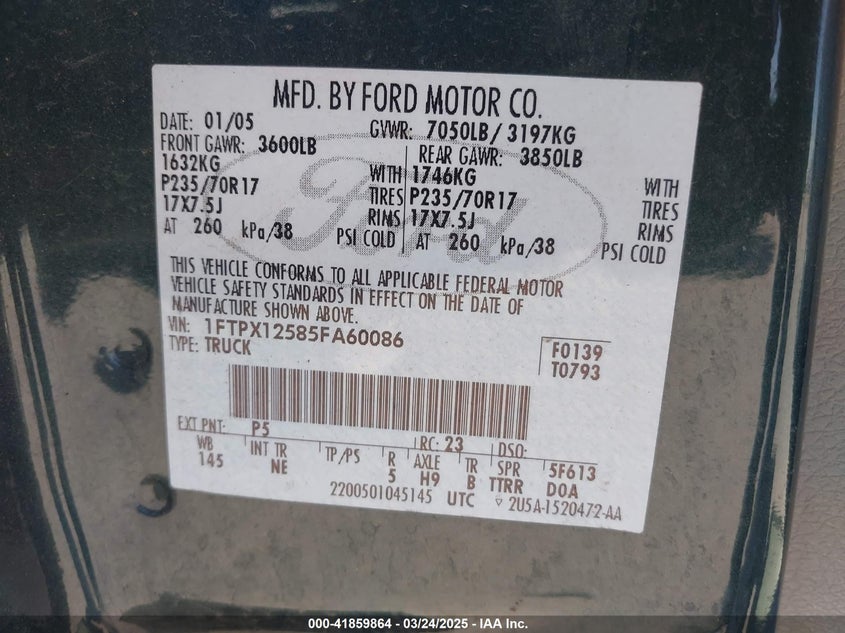 MFD. BY FORD MOTOR CO.
DATE: 01/05 GVWR: 7050LB/ 3197KG
FRONT GAWR: 3600LB REAR GAWR: 3850LB
1632KG WITH 1746KG WITH
P235/70R17 TIRES P235/70R17 TIRES
17X7.5J RIMS 17X7.5J RIMS
AT 260 kPa/38 PSI COLD AT 260 kPa/38 PSI COLD
Ford
THIS VEHICLE CONFORMS TO ALL APPLICABLE FEDERAL MOTOR
VEHICLE SAFETY STANDARDS IN EFFECT ON THE DATE OF
MANUFACTURE SHOWN ABOVE.
VIN: 1FTPX12585FA60086 F0139
TYPE: TRUCK T0793
EXT PNT: P5 RC: 23 DSO:
WB INT TR TP/PS R AXLE TR SPR 5F613
145 NE 5 H9 B TTRR DOA
2200501045145 UTC ▽ 2U5A-1520472-AA
000-41859864 - 03/24/2025 - IAA Inc.